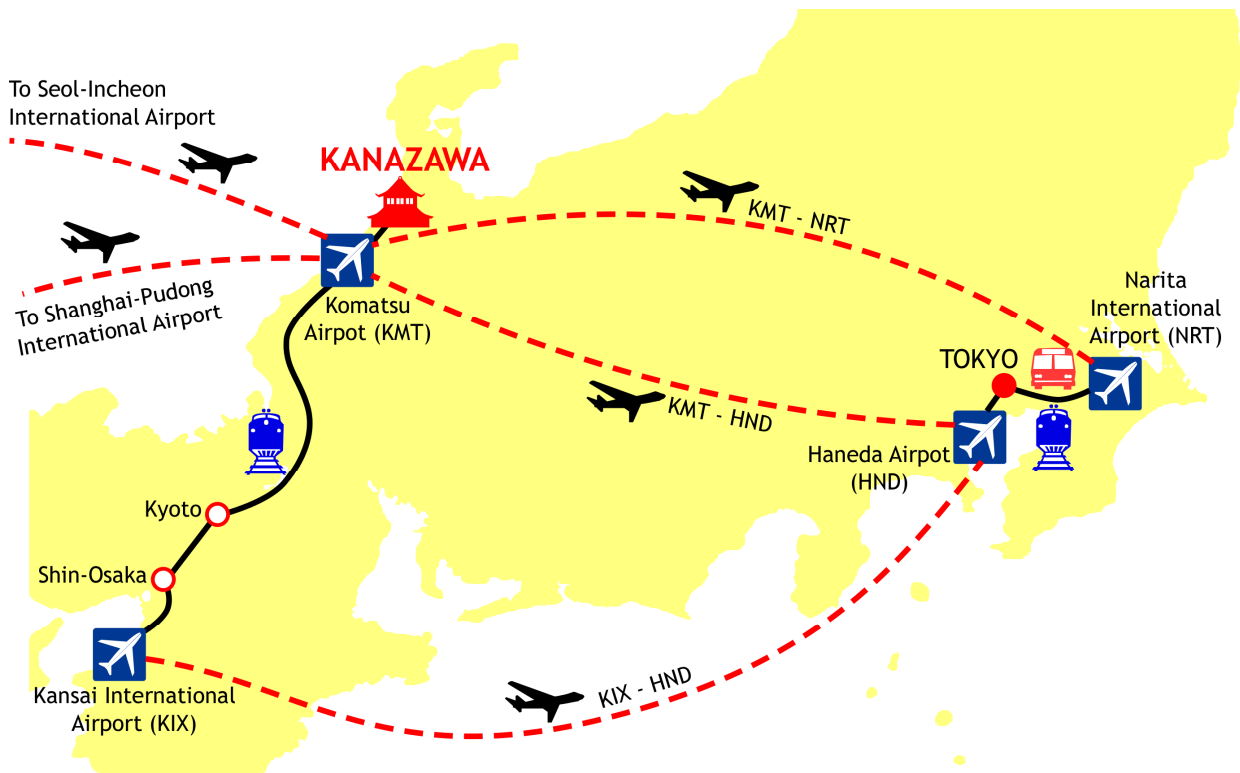 To Seol-Incheon
International Airport
KANAZAWA
KMT - NRT
To Shanghai-Pudong
International Airport
Komatsu
Airpot (KMT)
Narita
International
Airport (NRT)
TOKYO
KMT - HND
Haneda Airpot
(HND)
Kyoto
Shin-Osaka
Kansai International
Airport (KIX)
KIX - HND